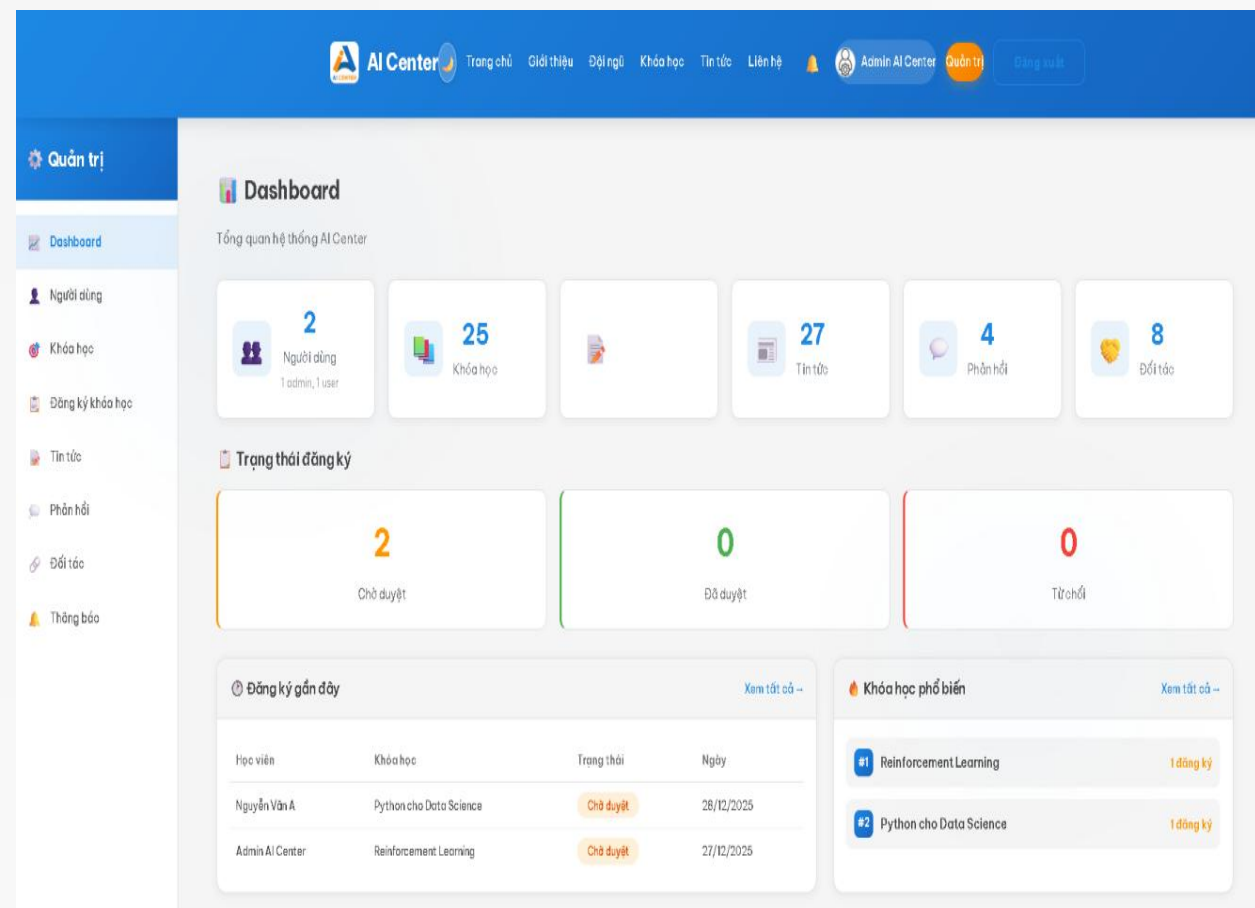 AI CENTER
AI Center Trang chủ Giới thiệu Đội ngũ Khóa học Tin tức Liên hệ Admin AI Center Quản trị Đăng xuất
Quản trị
Dashboard
Người dùng
Khóa học
Đăng ký khóa học
Tin tức
Phản hồi
Đối tác
Thông báo
Dashboard
Tổng quan hệ thống AI Center
2
Người dùng
1 admin, 1 user
25
Khóa học
27
Tin tức
4
Phản hồi
8
Đối tác
Trạng thái đăng ký
2
Chờ duyệt
0
Đã duyệt
0
Từ chối
Đăng ký gần đây Xem tất cả →
Học viên Khóa học Trạng thái Ngày
Nguyễn Văn A Python cho Data Science Chờ duyệt 28/12/2025
Admin AI Center Reinforcement Learning Chờ duyệt 27/12/2025
Khóa học phổ biến Xem tất cả →
#1 Reinforcement Learning 1 đăng ký
#2 Python cho Data Science 1 đăng ký